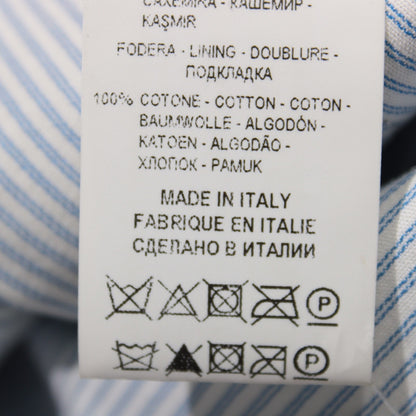 САХЕМИRА - КАШЕМИР -
KAŞMIR
FODERA - LINING - DOUBLURE -
ПОДКЛАДКА
100% COTONE - COTTON - COTON -
BAUMWOLLE - ALGODÓN -
KATOEN - ALGODÃO -
ХЛОПОК - PAMUK
MADE IN ITALY
FABRIQUE EN ITALIE
СДЕЛАНО В ИТАЛИИ
P
P